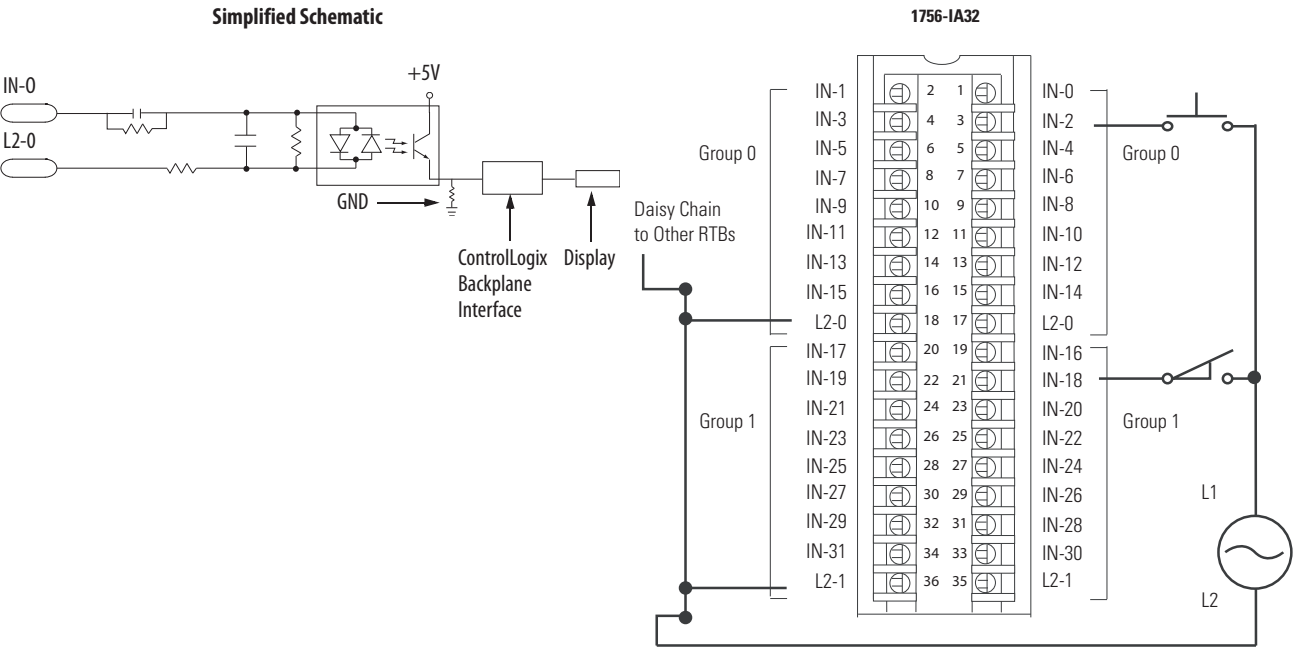 Simplified Schematic
1756-IA32
+5V
IN-0
L2-0
GND
ControlLogix
Backplane
Interface
Display
Daisy Chain
to Other RTBs
Group 0
Group 1
IN-1 2 1 IN-0
IN-3 4 3 IN-2
IN-5 6 5 IN-4
IN-7 8 7 IN-6
IN-9 10 9 IN-8
IN-11 12 11 IN-10
IN-13 14 13 IN-12
IN-15 16 15 IN-14
L2-0 18 17 L2-0
IN-17 20 19 IN-16
IN-19 22 21 IN-18
IN-21 24 23 IN-20
IN-23 26 25 IN-22
IN-25 28 27 IN-24
IN-27 30 29 IN-26
IN-29 32 31 IN-28
IN-31 34 33 IN-30
L2-1 36 35 L2-1
Group 0
Group 1
L1
L2